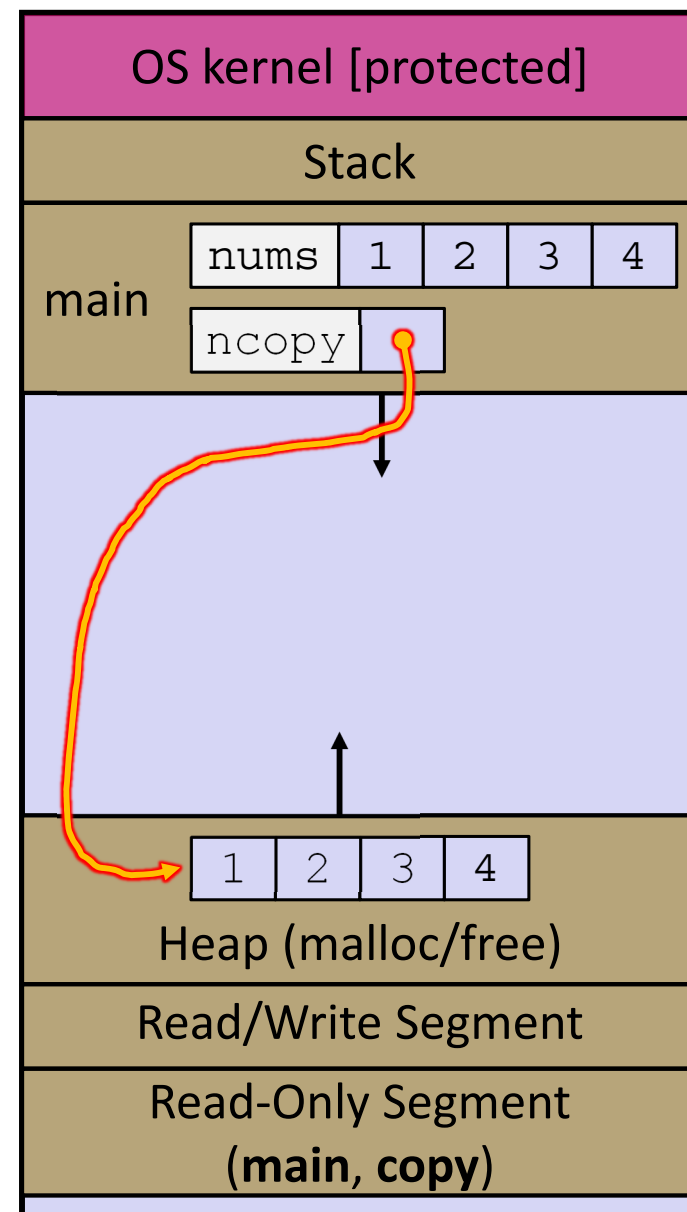 OS kernel [protected]
Stack
nums 1 2 3 4
main
ncopy
1 2 3 4
Heap (malloc/free)
Read/Write Segment
Read-Only Segment
(main, copy)